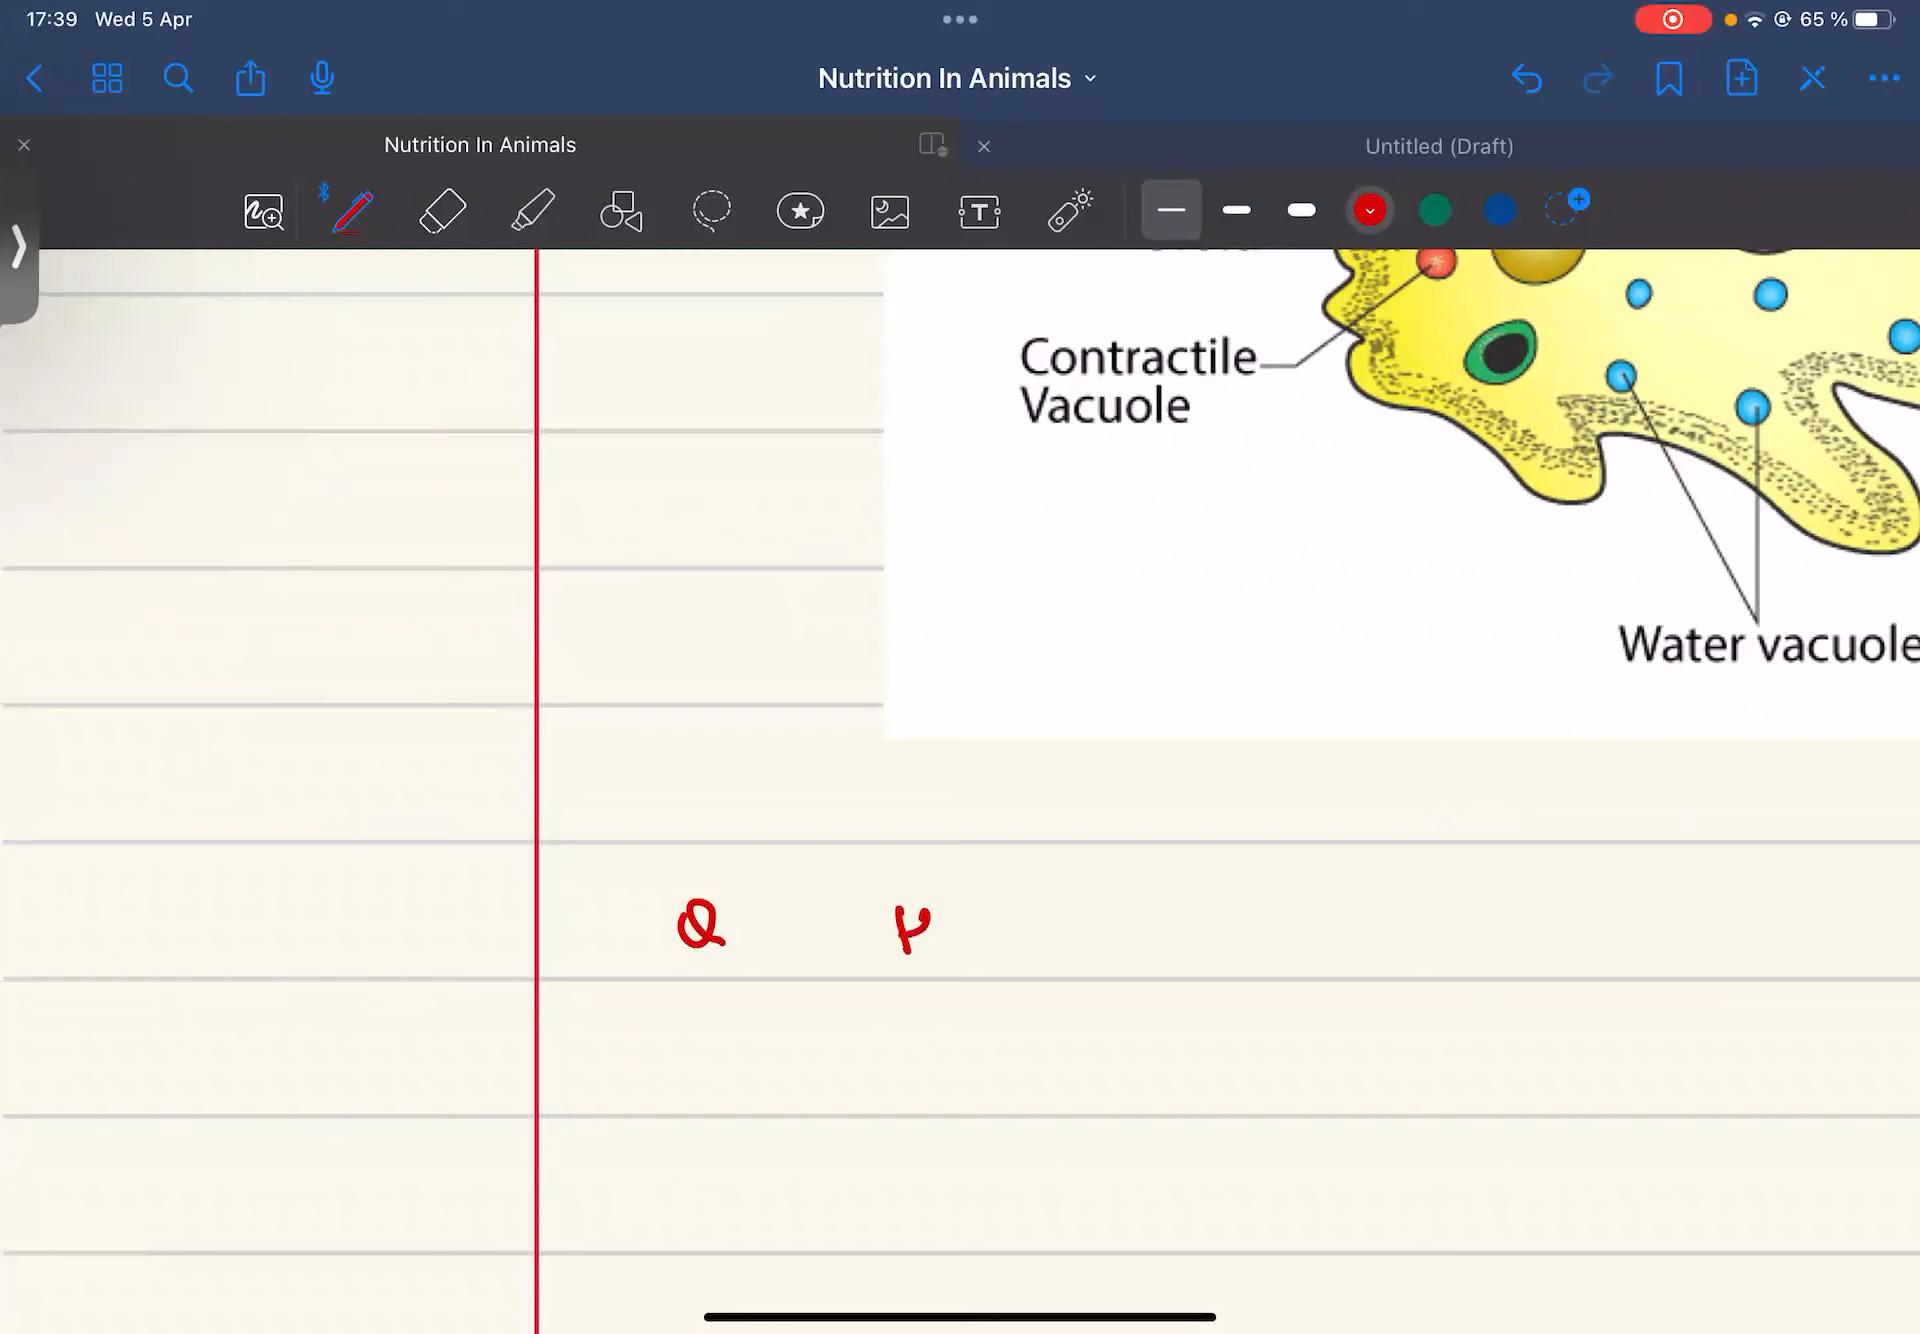 17:39 Wed 5 Apr
65 %
Nutrition In Animals
Nutrition In Animals
Untitled (Draft)
Contractile
Vacuole
Water vacuole
Q